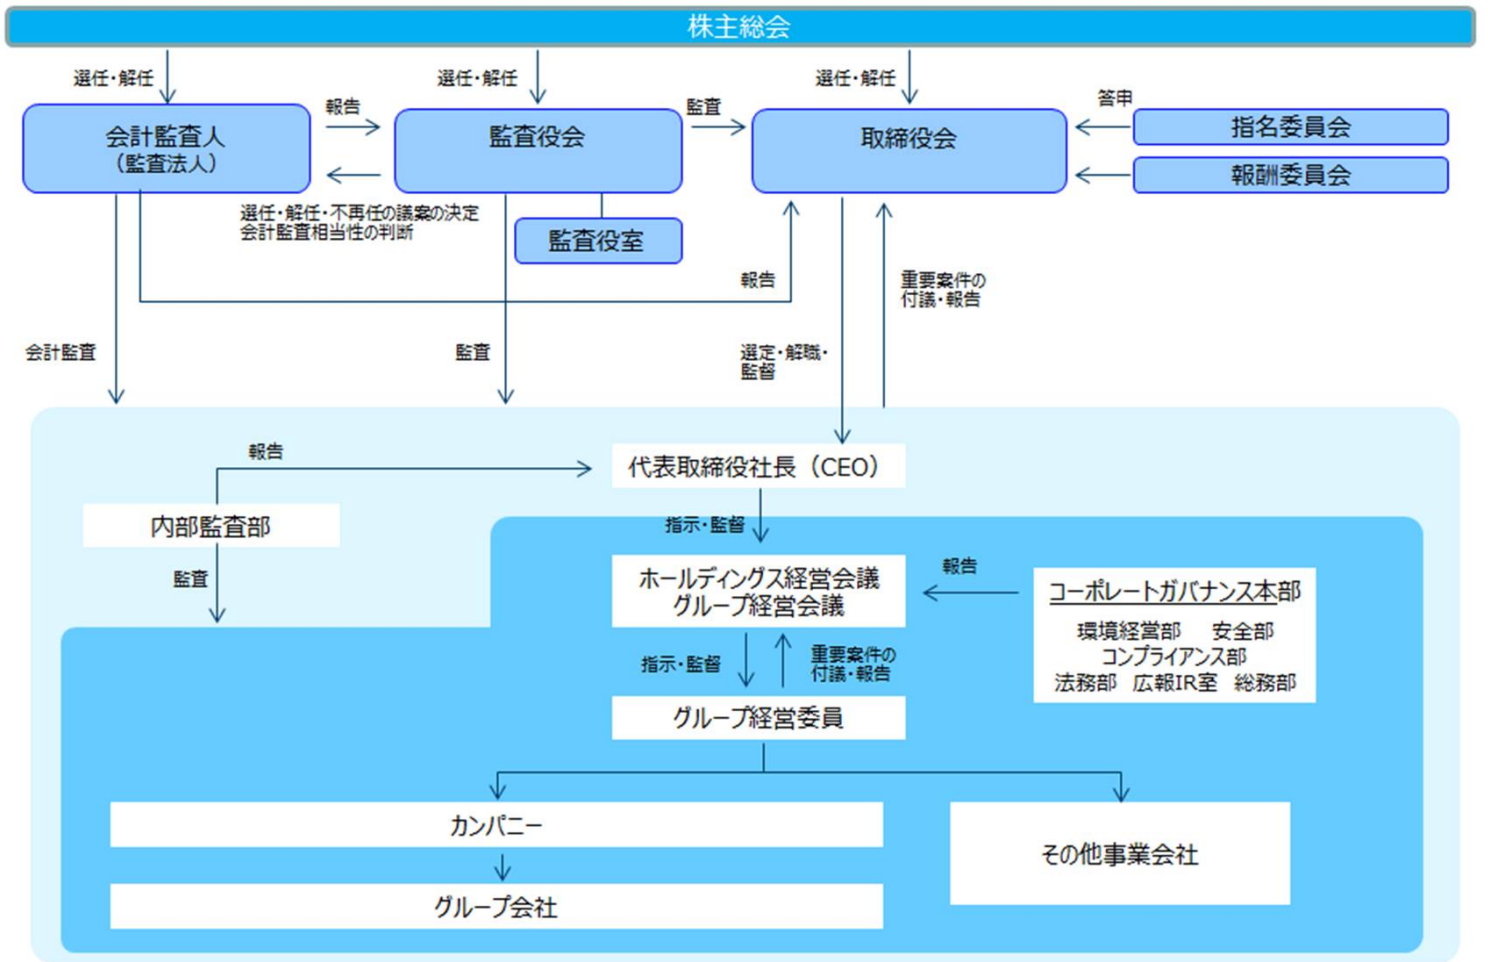 株主総会
選任・解任
選任・解任
選任・解任
会計監査人
（監査法人）
報告
監査役会
監査
取締役会
答申
指名委員会
報酬委員会
選任・解任・不再任の議案の決定
会計監査相当性の判断
監査役室
報告
重要案件の
付議・報告
会計監査
監査
選定・解職・
監督
報告
代表取締役社長（CEO）
内部監査部
指示・監督
監査
ホールディングス経営会議
グループ経営会議
報告
コーポレートガバナンス本部
環境経営部 安全部
コンプライアンス部
法務部 広報IR室 総務部
指示・監督
重要案件の
付議・報告
グループ経営委員
カンパニー
その他事業会社
グループ会社